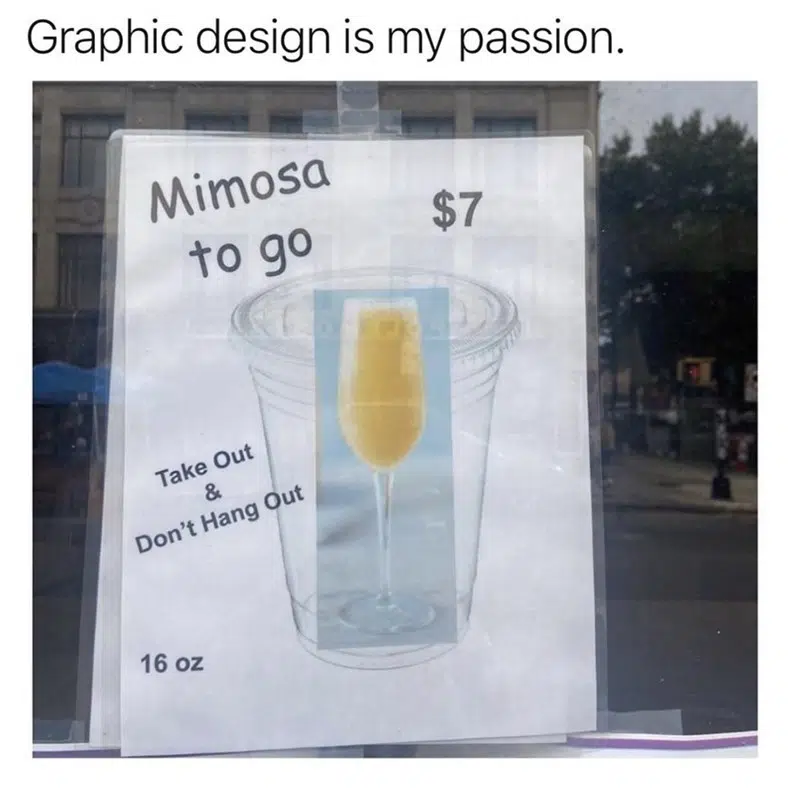 Graphic design is my passion.
Mimosa
to go
$7
Take Out
&
Don't Hang Out
16 oz